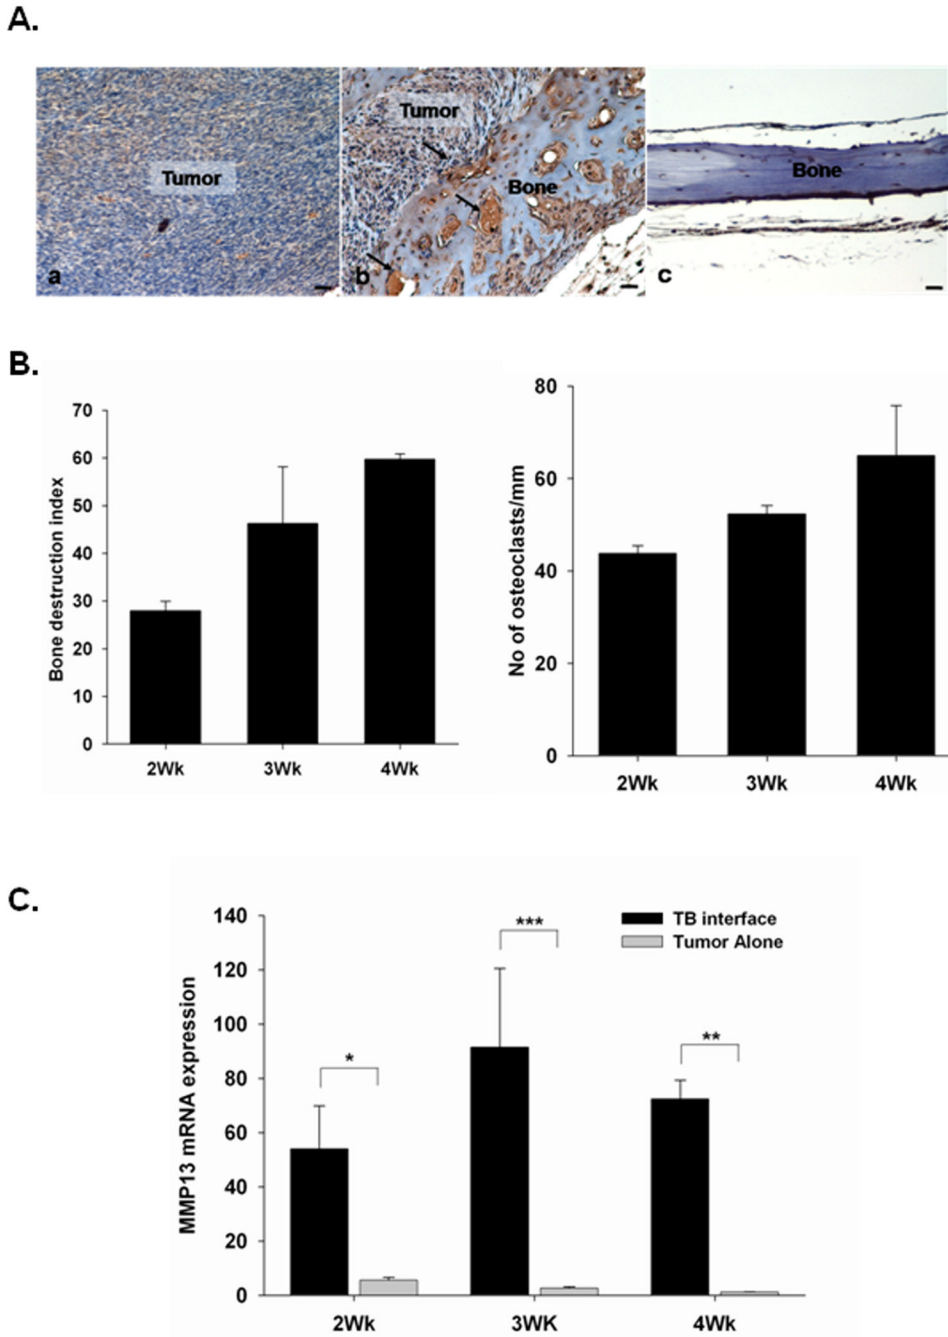 A.
Tumor
a
Tumor
Bone
b
Bone
c
B.
Bone destruction index
70
60
50
40
30
20
10
0
2Wk
3Wk
4Wk
No of osteoclasts/mm
80
60
40
20
0
2Wk
3Wk
4Wk
C.
MMP13 mRNA expression
140
120
100
80
60
40
20
0
*
***
**
TB interface
Tumor Alone
2Wk
3WK
4Wk